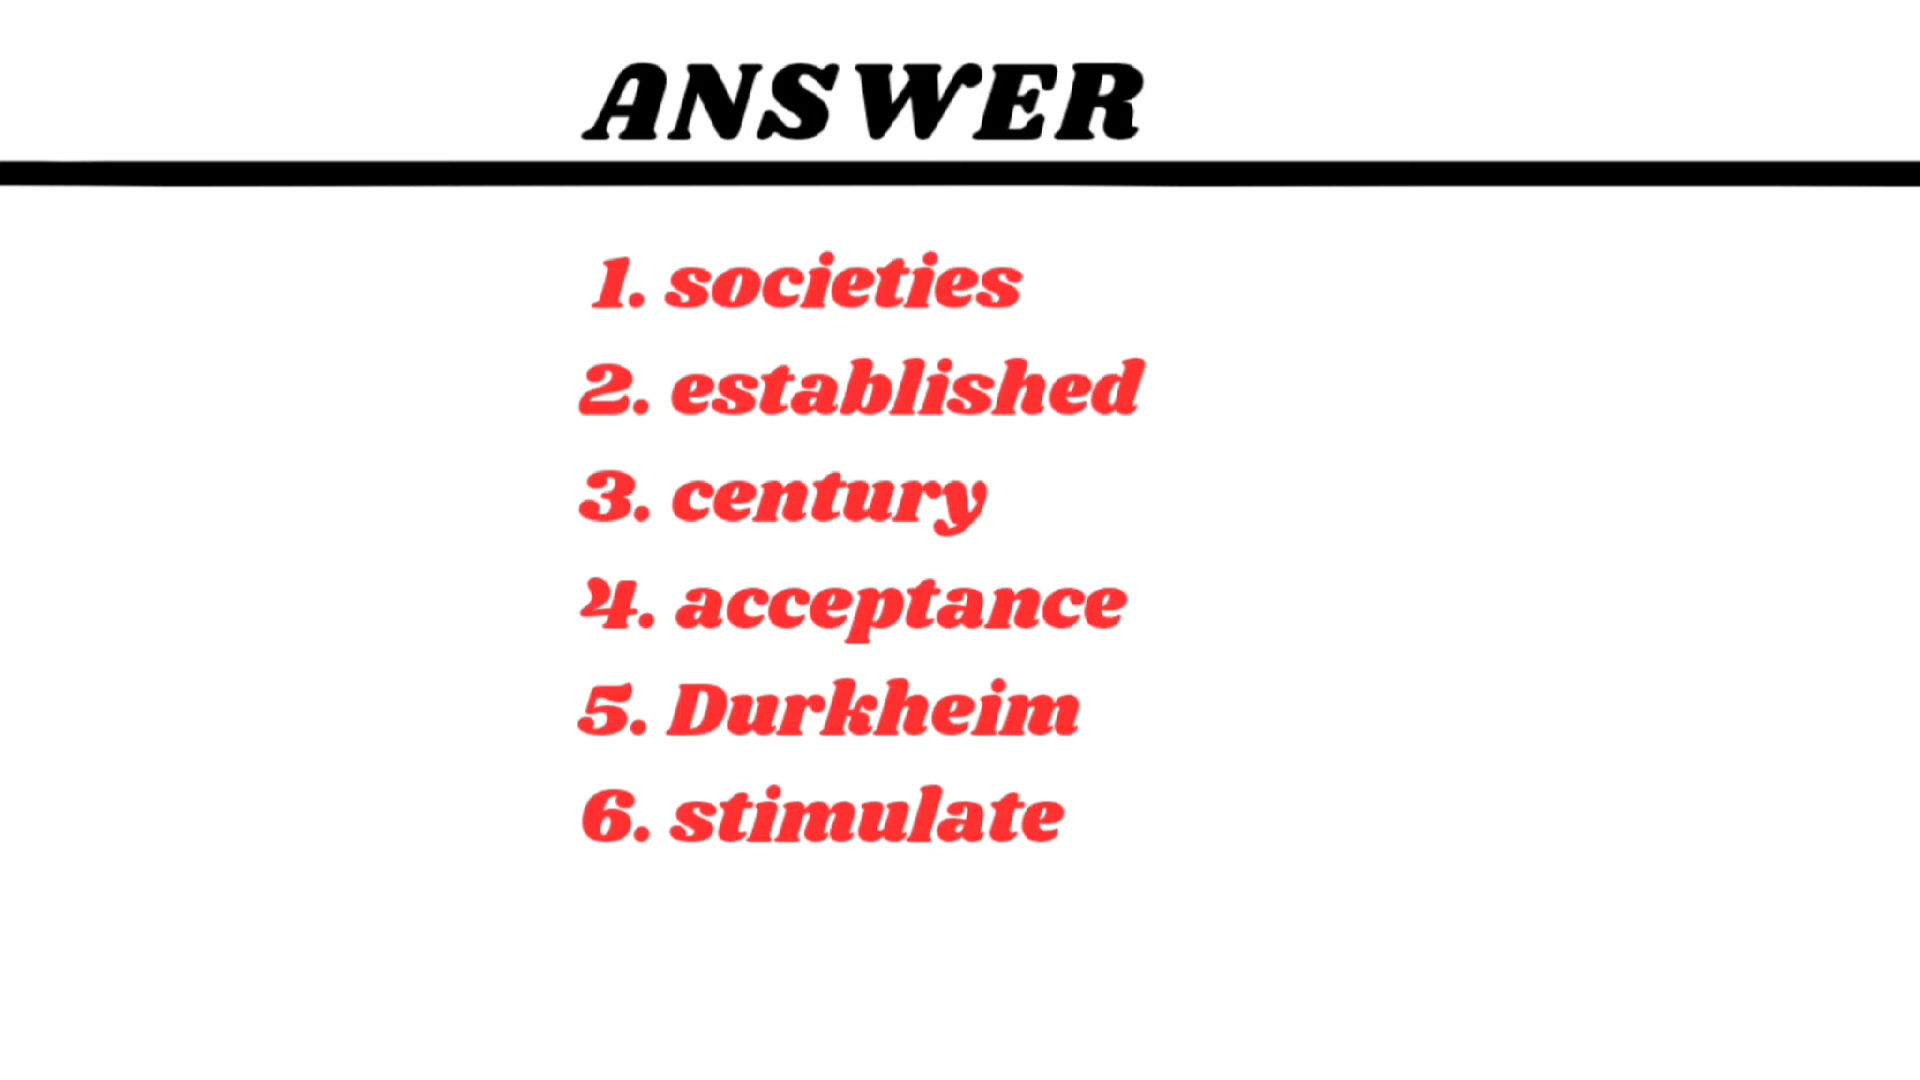 ANSWER
1. societies
2. established
3. century
4. acceptance
5. Durkheim
6. stimulate